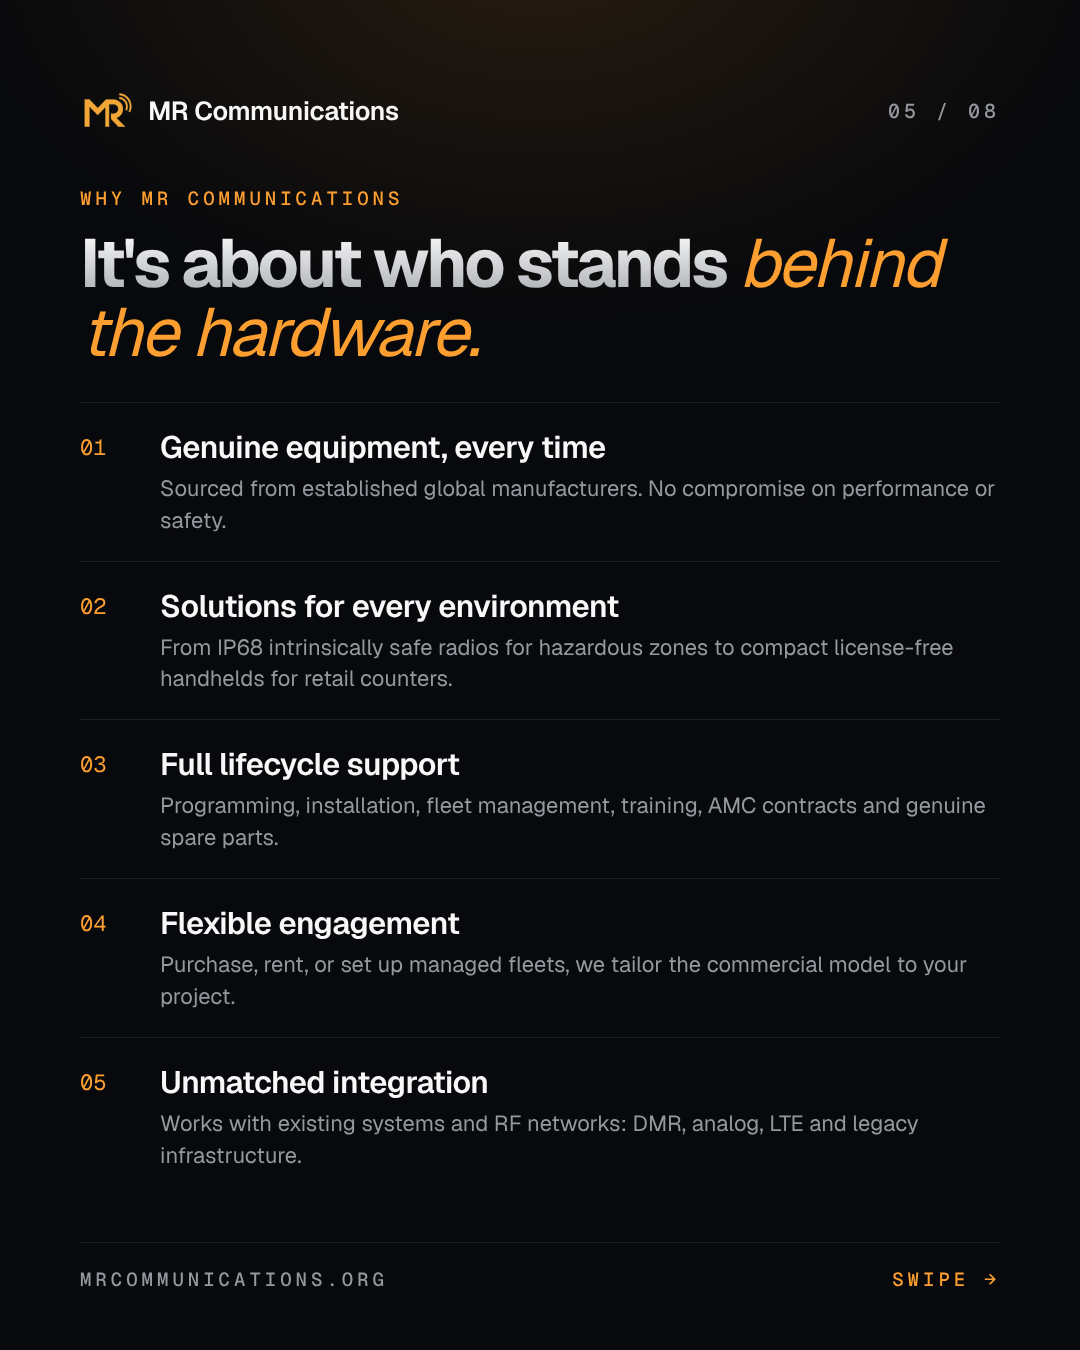 MR MR Communications
05 / 08
WHY MR COMMUNICATIONS
It's about who stands behind
the hardware.
01
Genuine equipment, every time
Sourced from established global manufacturers. No compromise on performance or
safety.
02
Solutions for every environment
From IP68 intrinsically safe radios for hazardous zones to compact license-free
handhelds for retail counters.
03
Full lifecycle support
Programming, installation, fleet management, training, AMC contracts and genuine
spare parts.
04
Flexible engagement
Purchase, rent, or set up managed fleets, we tailor the commercial model to your
project.
05
Unmatched integration
Works with existing systems and RF networks: DMR, analog, LTE and legacy
infrastructure.
MRCOMMUNICATIONS.ORG
SWIPE →